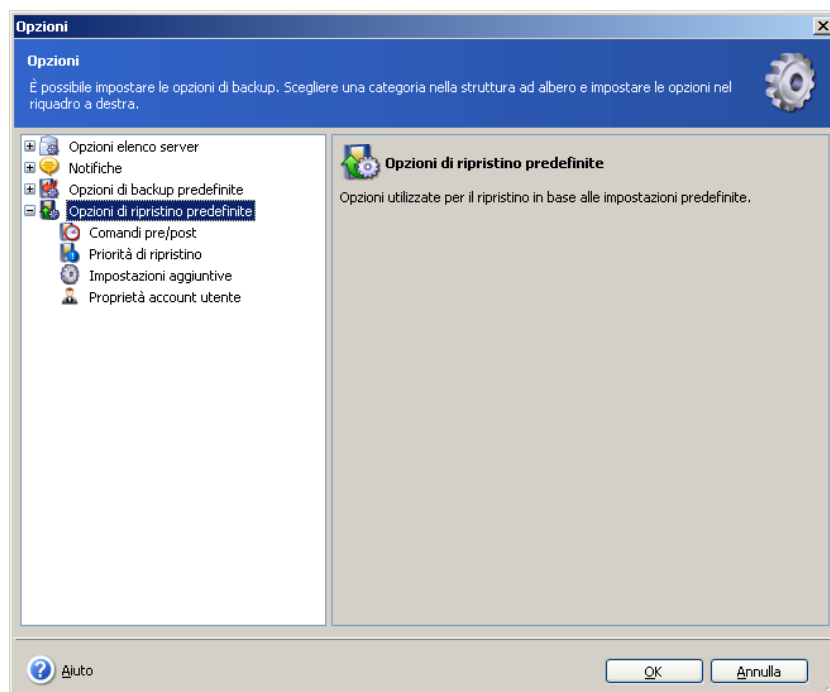 Opzioni
Opzioni
È possibile impostare le opzioni di backup. Scegliere una categoria nella struttura ad albero e impostare le opzioni nel
riquadro a destra.
Opzioni elenco server
Notifiche
Opzioni di backup predefinite
Opzioni di ripristino predefinite
Comandi pre/post
Priorità di ripristino
Impostazioni aggiuntive
Proprietà account utente
Opzioni di ripristino predefinite
Opzioni utilizzate per il ripristino in base alle impostazioni predefinite.
Aiuto
OK
Annulla